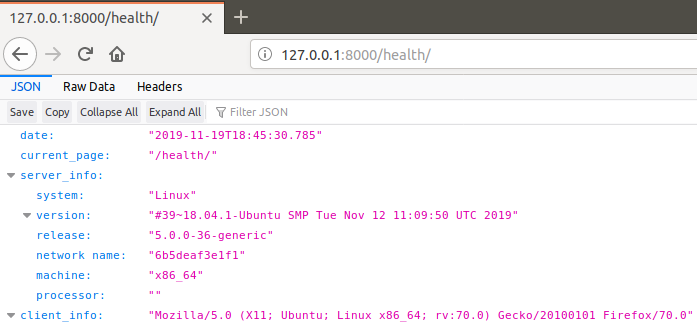 127.0.0.1:8000/health/
127.0.0.1:8000/health/
JSON Raw Data Headers
Save Copy Collapse All Expand All Filter JSON
date: "2019-11-19T18:45:30.785"
current_page: "/health/"
server_info:
system: "Linux"
version: "#39~18.04.1-Ubuntu SMP Tue Nov 12 11:09:50 UTC 2019"
release: "5.0.0-36-generic"
network name: "6b5deaf3e1f1"
machine: "x86_64"
processor: ""
client_info: "Mozilla/5.0 (X11; Ubuntu; Linux x86_64; rv:70.0) Gecko/20100101 Firefox/70.0"